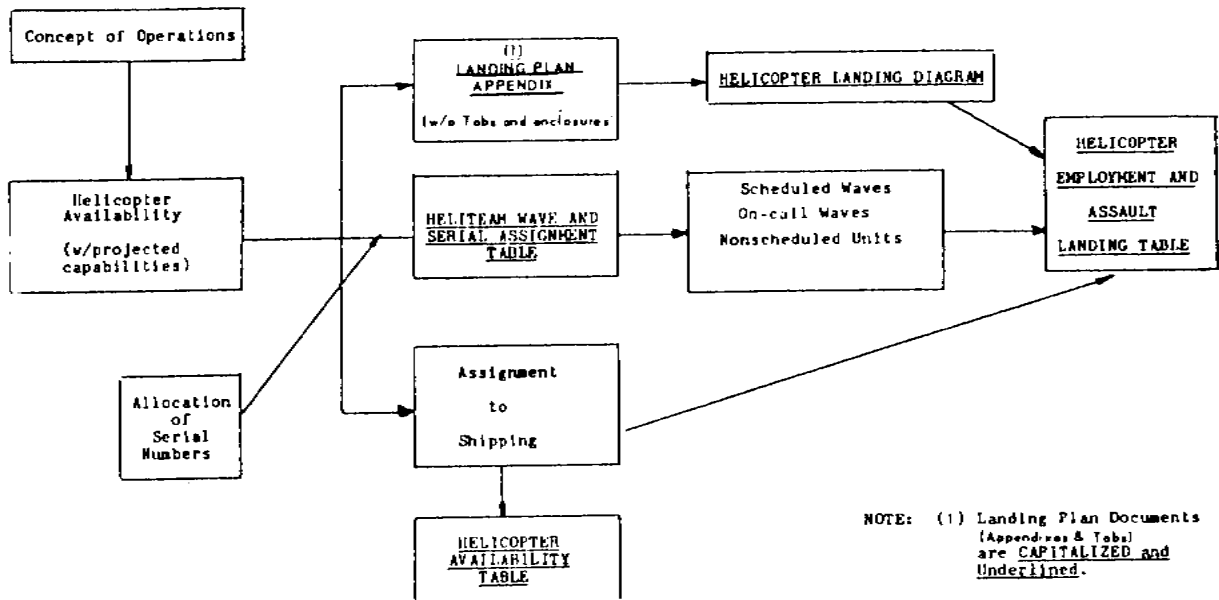 Concept of Operations
(1)
LANDING PLAN
APPENDIX
(w/o Tabs and enclosures)
HELICOPTER LANDING DIAGRAM
HELICOPTER
EMPLOYMENT AND
ASSAULT
LANDING TABLE
Helicopter
Availability
(w/projected
capabilities)
HELITEAM WAVE AND
SERIAL ASSIGNMENT
TABLE
Scheduled Waves
On-call Waves
Nonscheduled Units
Allocation
of
Serial
Numbers
Assignment
to
Shipping
HELICOPTER
AVAILABILITY
TABLE
NOTE: (1) Landing Plan Documents
(Appendixes & Tabs)
are CAPITALIZED and
Underlined.